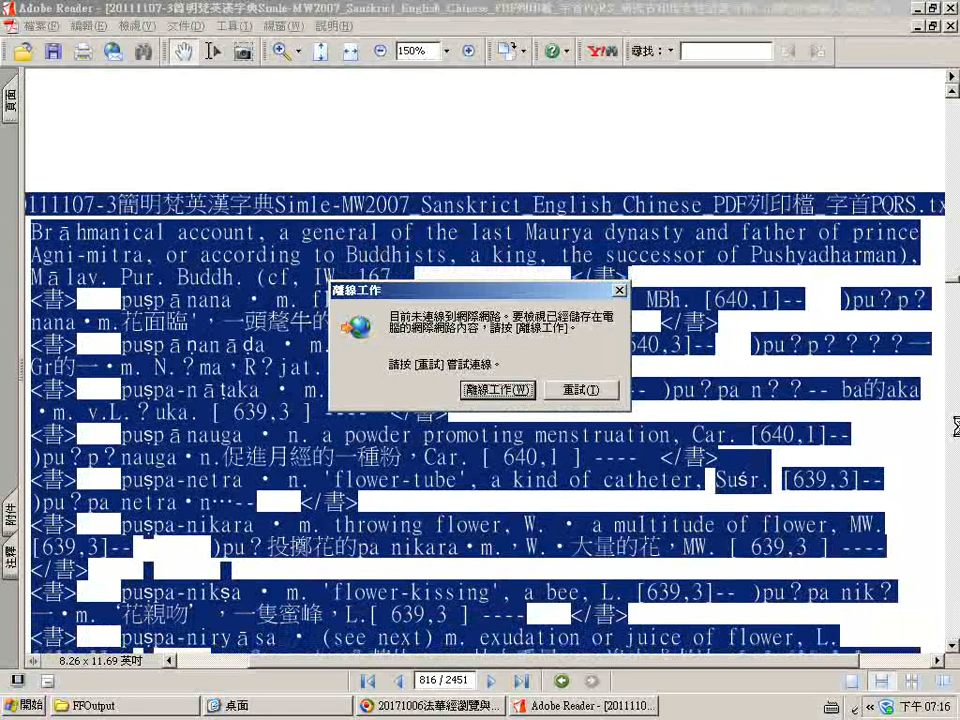 Adobe Reader - [20111107-3簡明梵英漢字典Simle-MW2007_Sanskrict_English_Chinese_PDF列印檔_字首PQRS
檔案(F) 編輯(E) 檢視(V) 文件(D) 工具(T) 視窗(W) 說明(H)
150% Y! 尋找:
頁面
111107-3簡明梵英漢字典Simle-MW2007_Sanskrict_English_Chinese_PDF列印檔_字首PQRS.tx
Brāhmanical account, a general of the last Maurya dynasty and father of prince
Agni-mitra, or according to Buddhists, a king, the successor of Pushyadharman),
Mālav. Pur. Buddh. (cf, IW. 167 </書>
<書> puṣpānana • m. MBh. [640,1]-- )pu?p?
nana•m.花面臨'，一頭氂牛的 </書>
<書> puṣpāṇanāḍa • m. 40,3]-- )pu?p?????一
Gr的一•m. N.?ma,R?jat.
<書> puṣpa-nāṭaka • m. )pu?pa n?? - ba的aka
•m. v.L.?uka. [ 639,3 ] ---- </書>
<書> puṣpānauga • n. a powder promoting menstruation, Car. [640,1]--
)pu?p?nauga•n.促進月經的一種粉，Car. [ 640,1 ] ---- </書>
<書> puṣpa-netra • n. 'flower-tube', a kind of catheter, Suśr. [639,3]--
)pu?pa netra•n…-- </書>
<書> puṣpa-nikara • m. throwing flower, W. • a multitude of flower, MW.
[639,3]-- )pu?投擲花的pa nikara•m.，W.•大量的花，MW. [ 639,3 ] ----
</書>
<書> puṣpa-nikṣa • m. 'flower-kissing', a bee, L. [639,3]-- )pu?pa nik?
一•m.‘花親吻’，一隻蜜峰，L.[ 639,3 ] ---- </書>
<書> puṣpa-niryāsa • (see next) m. exudation or juice of flower, L.
離線工作
目前未連線到網際網路。要檢視已經儲存在電
腦的網際網路內容，請按 [離線工作]。
請按 [重試] 嘗試連線。
離線工作(W) 重試(T)
附件
注釋
8.26 x 11.69 英吋
816 / 2451
開始 FFOutput 桌面 20171006法華經瀏覽與... Adobe Reader - [2011110... 下午 07:16